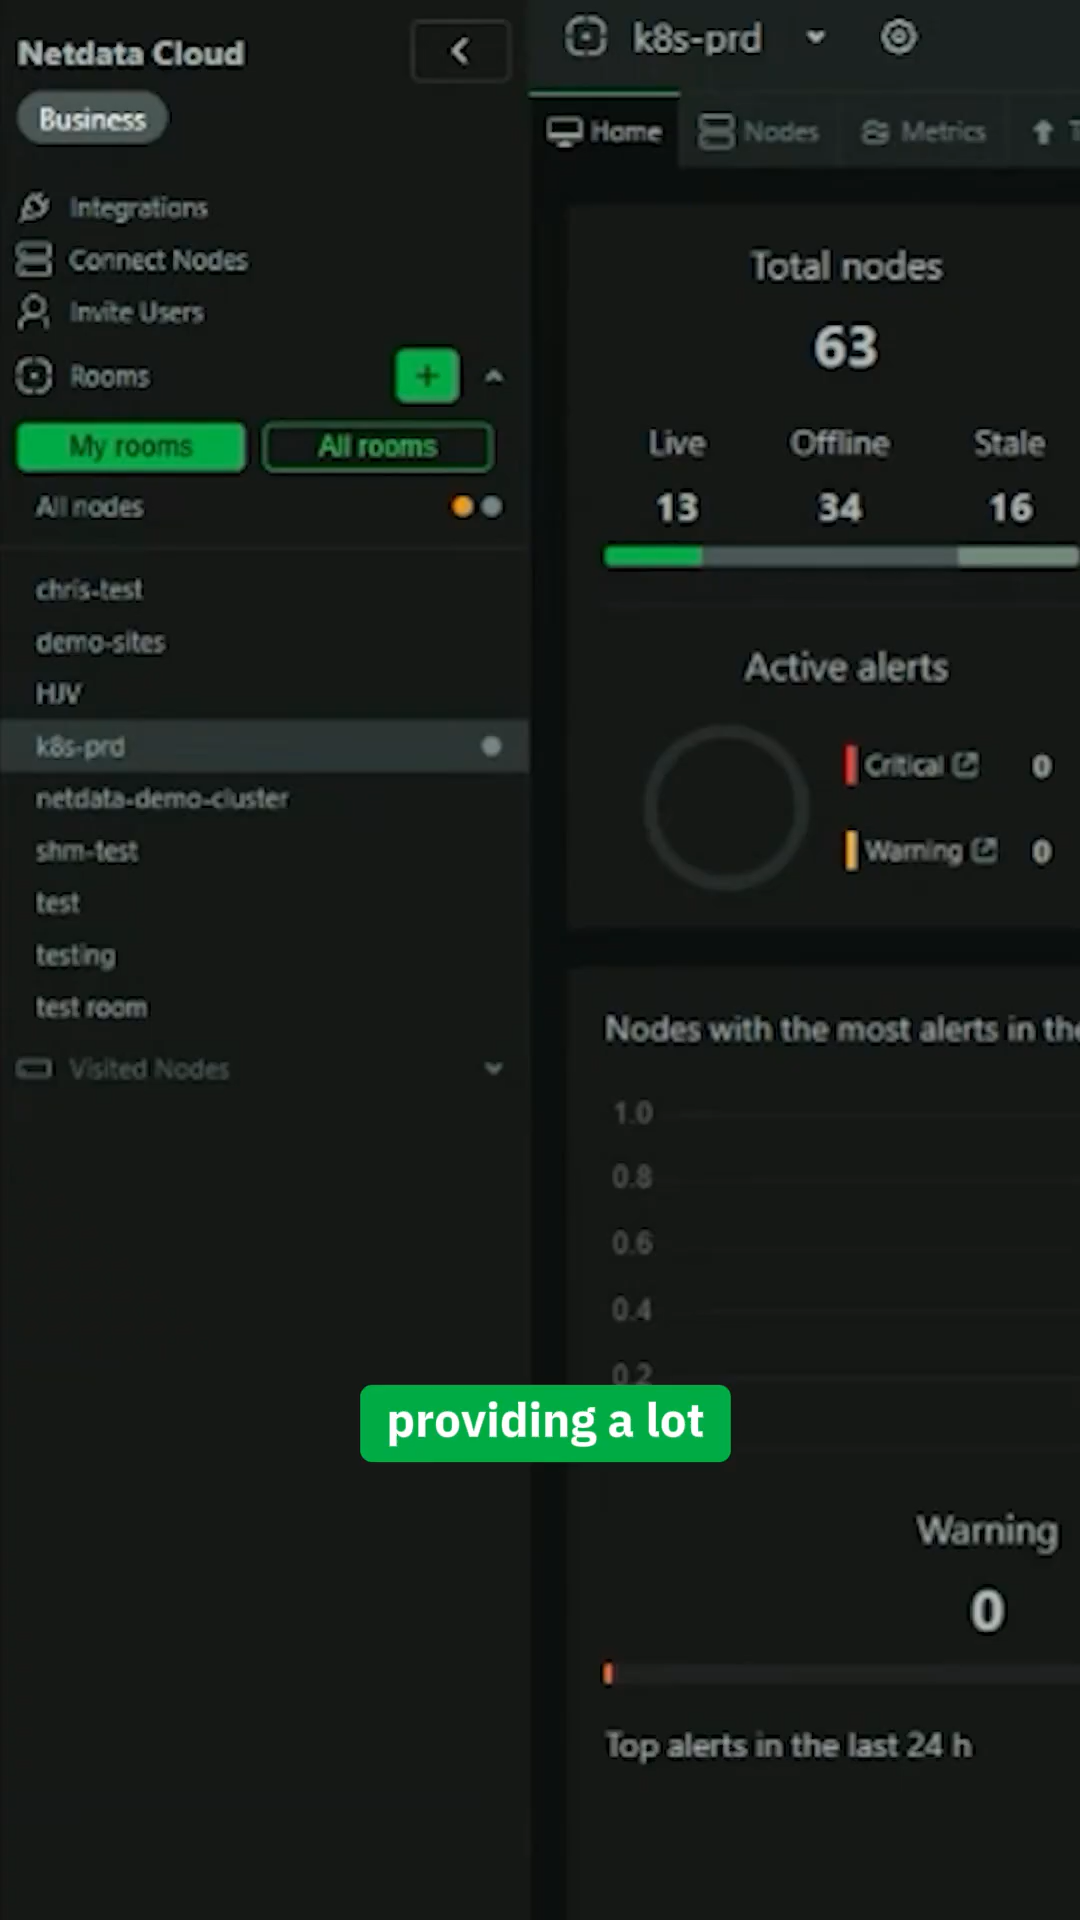 Netdata Cloud
Business
Integrations
Connect Nodes
Invite Users
Rooms
+
My rooms
All rooms
All nodes
chris-test
demo-sites
HJV
k8s-prd
netdata-demo-cluster
shm-test
test
testing
test room
Visited Nodes
k8s-prd
Home
Nodes
Metrics
Total nodes
63
Live
Offline
Stale
13
34
16
Active alerts
Critical
0
Warning
0
Nodes with the most alerts in the
1.0
0.8
0.6
0.4
0.2
providing a lot
Warning
0
Top alerts in the last 24 h